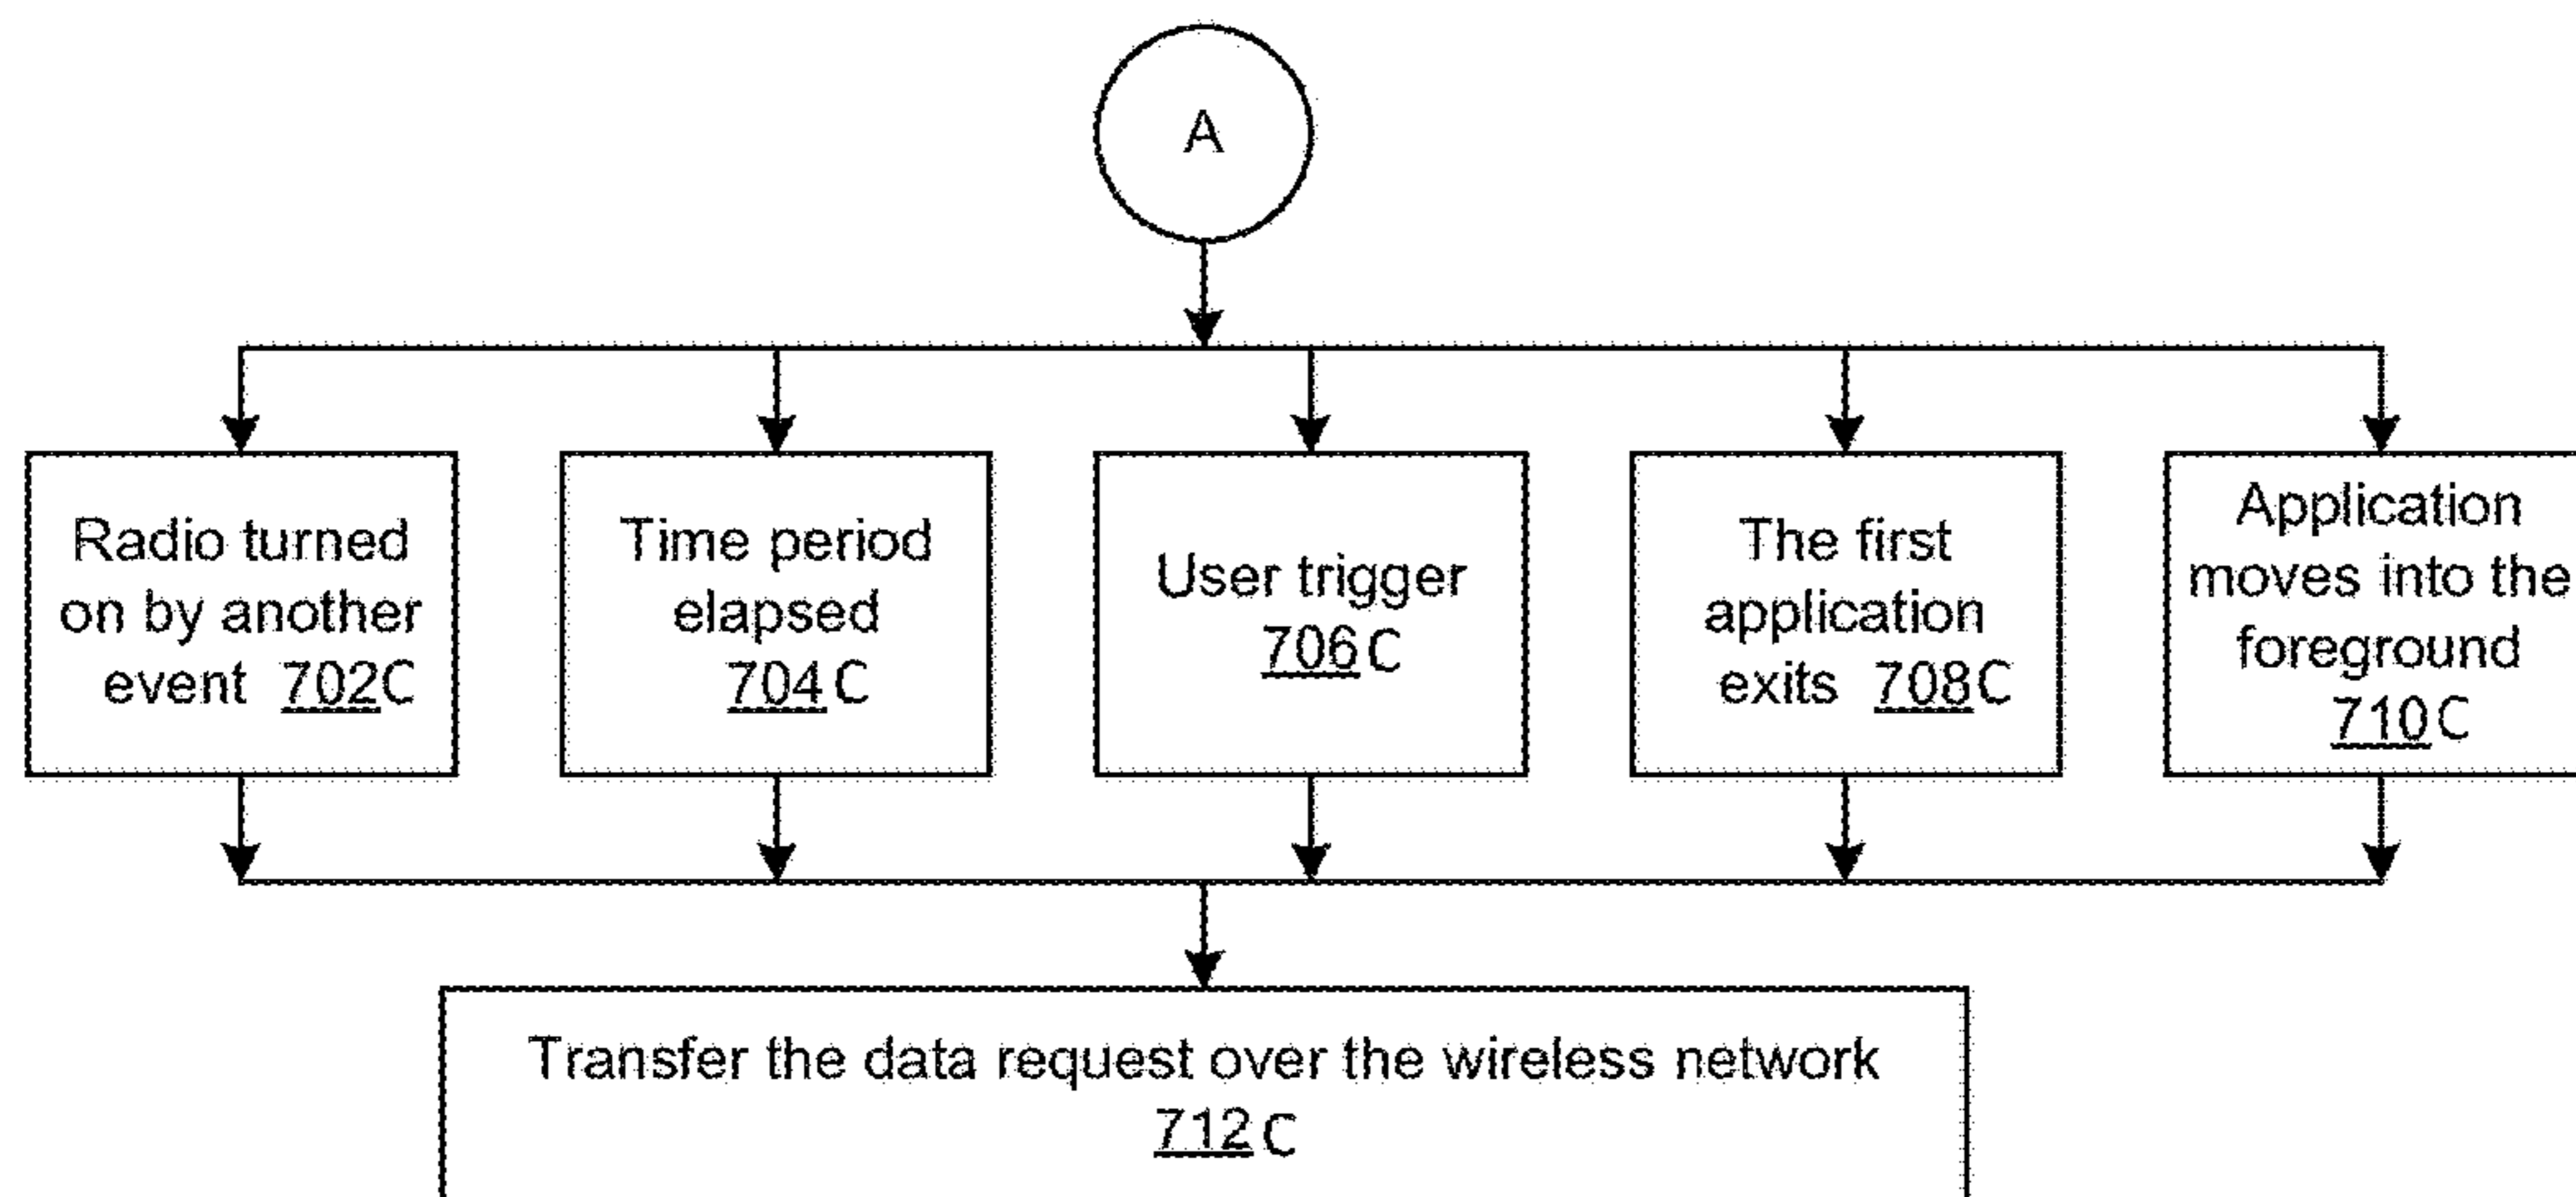 A
Radio turned
on by another
event 702C
Time period
elapsed
704C
User trigger
706C
The first
application
exits 708C
Application
moves into the
foreground
710C
Transfer the data request over the wireless network
712C